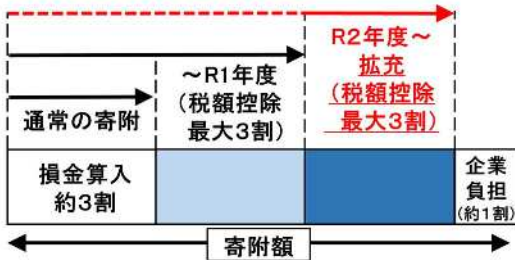 通常の寄附
～R1年度
(税額控除
最大3割)
R2年度～
拡充
(税額控除
最大3割)
損金算入
約3割
企業
負担
(約1割)
寄附額